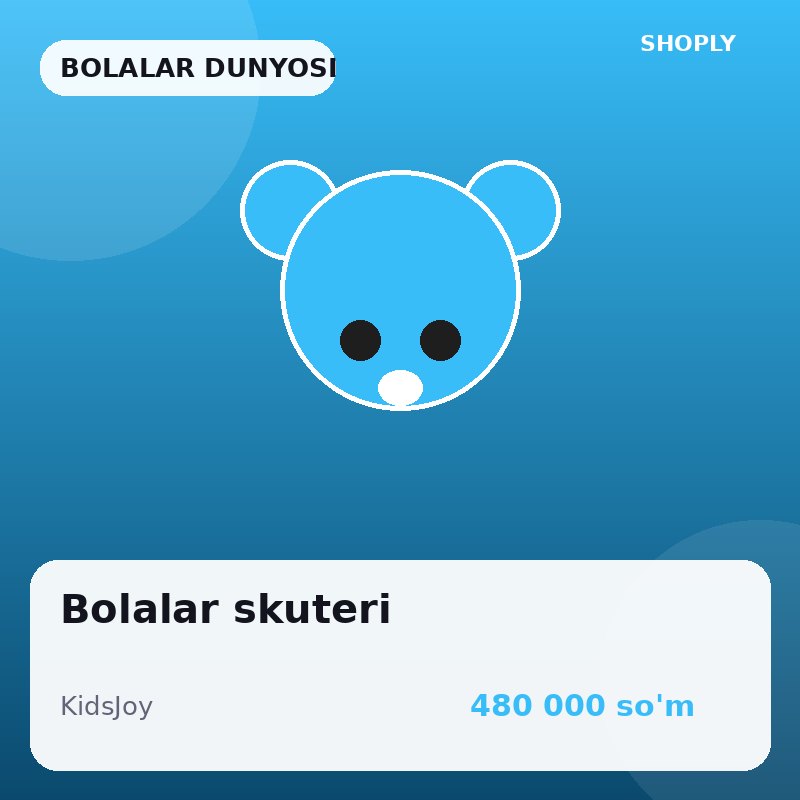 BOLALAR DUNYOSI
SHOPLY
Bolalar skuteri
KidsJoy
480 000 so'm